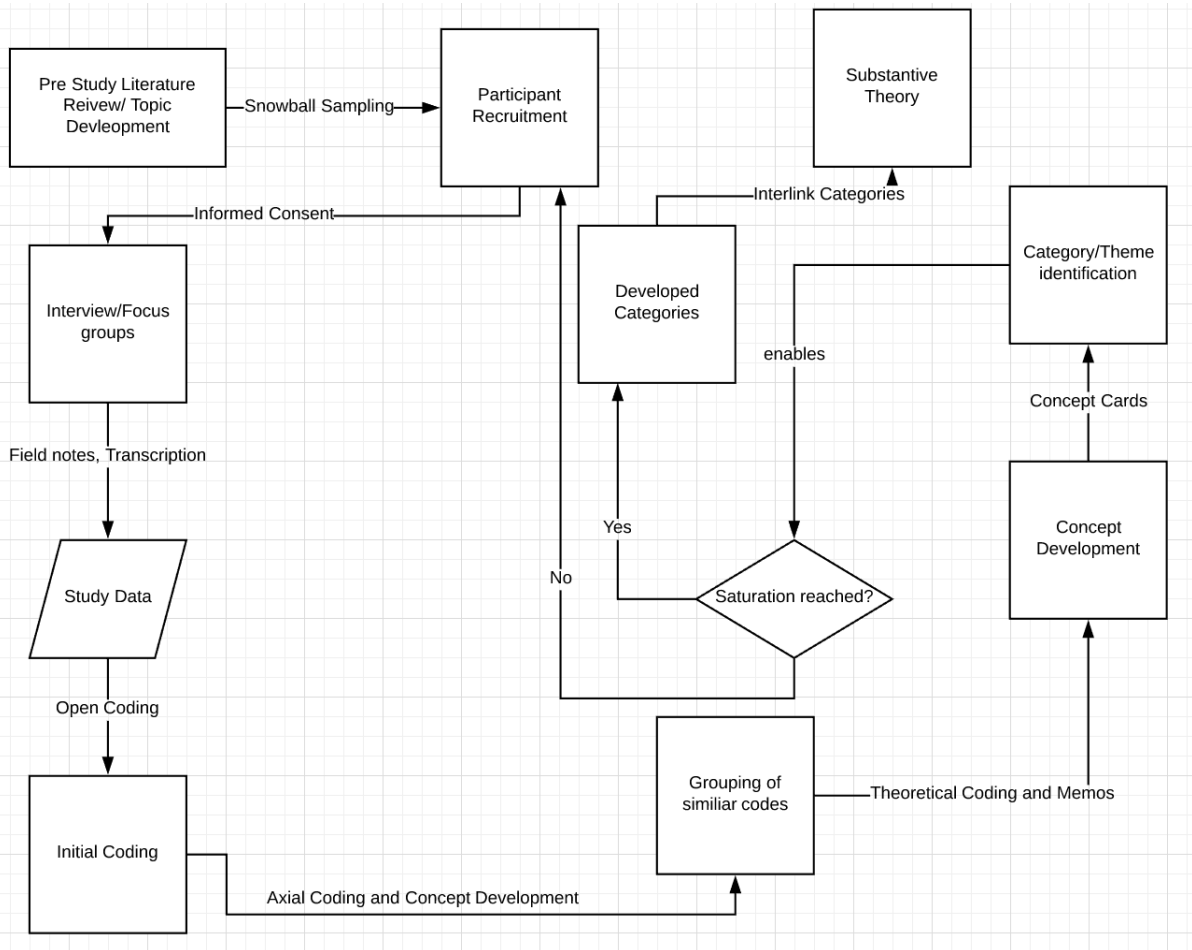 Pre Study Literature
Reivew/ Topic
Devleopment
Snowball Sampling
Participant
Recruitment
Substantive
Theory
Informed Consent
Interlink Categories
Interview/Focus
groups
Developed
Categories
Category/Theme
identification
enables
Concept Cards
Field notes, Transcription
Yes
Concept
Development
No
Study Data
Saturation reached?
Open Coding
Grouping of
similiar codes
Theoretical Coding and Memos
Initial Coding
Axial Coding and Concept Development